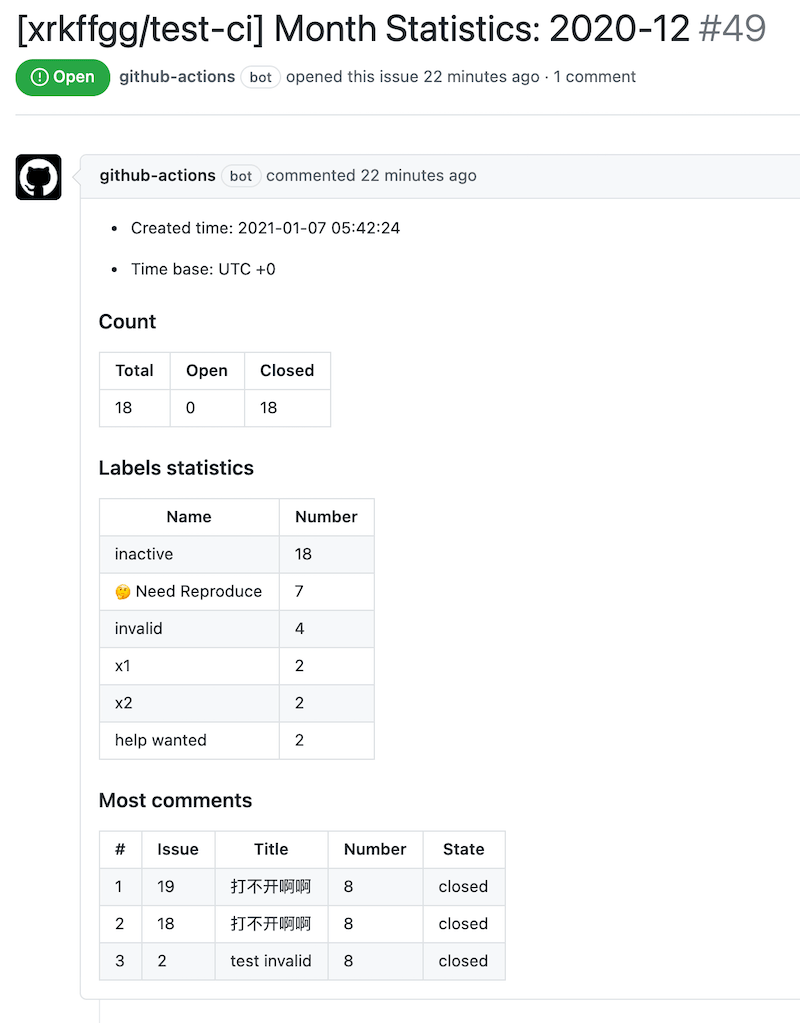 [xrkffgg/test-ci] Month Statistics: 2020-12 #49
Open github-actions bot opened this issue 22 minutes ago · 1 comment
github-actions bot commented 22 minutes ago
• Created time: 2021-01-07 05:42:24
• Time base: UTC +0
Count
Total Open Closed
18 0 18
Labels statistics
Name Number
inactive 18
🤔 Need Reproduce 7
invalid 4
x1 2
x2 2
help wanted 2
Most comments
# Issue Title Number State
1 19 打不开啊啊 8 closed
2 18 打不开啊啊 8 closed
3 2 test invalid 8 closed